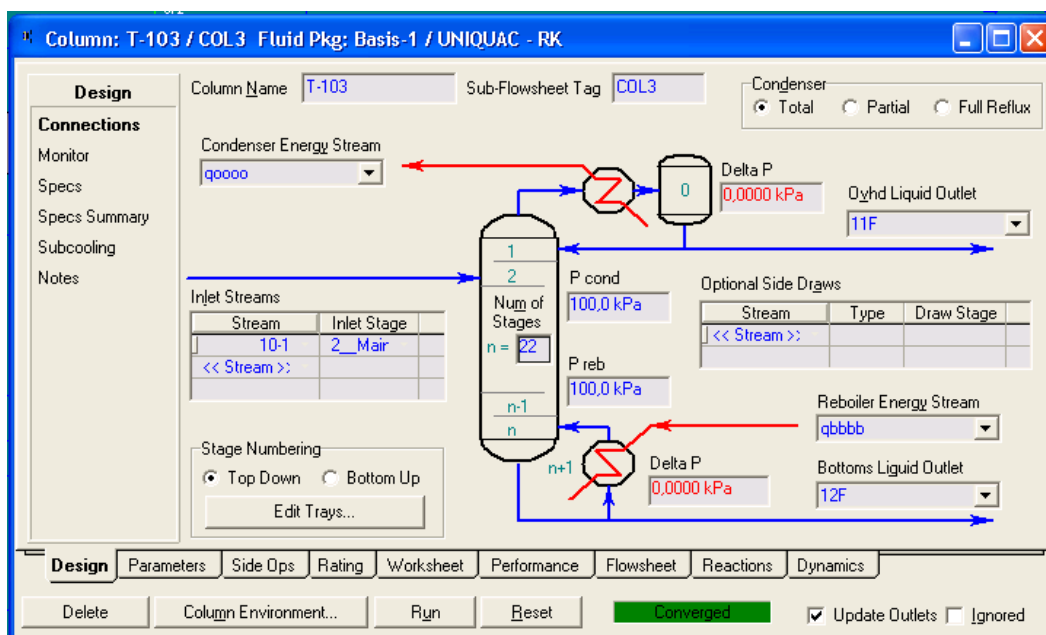 Column: T-103 / COL3 Fluid Pkg: Basis-1 / UNIQUAC - RK
Design
Connections
Monitor
Specs
Specs Summary
Subcooling
Notes
Column Name T-103 Sub-Flowsheet Tag COL3
Condenser
Total Partial Full Reflux
Condenser Energy Stream
qoooo
0
Delta P
0,0000 kPa
Ovhd Liquid Outlet
11F
1
2
Num of
Stages
n = 22
n-1
n
n+1
P cond
100,0 kPa
P reb
100,0 kPa
Inlet Streams
Stream Inlet Stage
10-1 2__Mair
<< Stream >>
Optional Side Draws
Stream Type Draw Stage
<< Stream >>
Stage Numbering
Top Down Bottom Up
Edit Trays...
Delta P
0,0000 kPa
Reboiler Energy Stream
qbbbb
Bottoms Liquid Outlet
12F
Design Parameters Side Ops Rating Worksheet Performance Flowsheet Reactions Dynamics
Delete Column Environment... Run Reset Converged Update Outlets Ignored